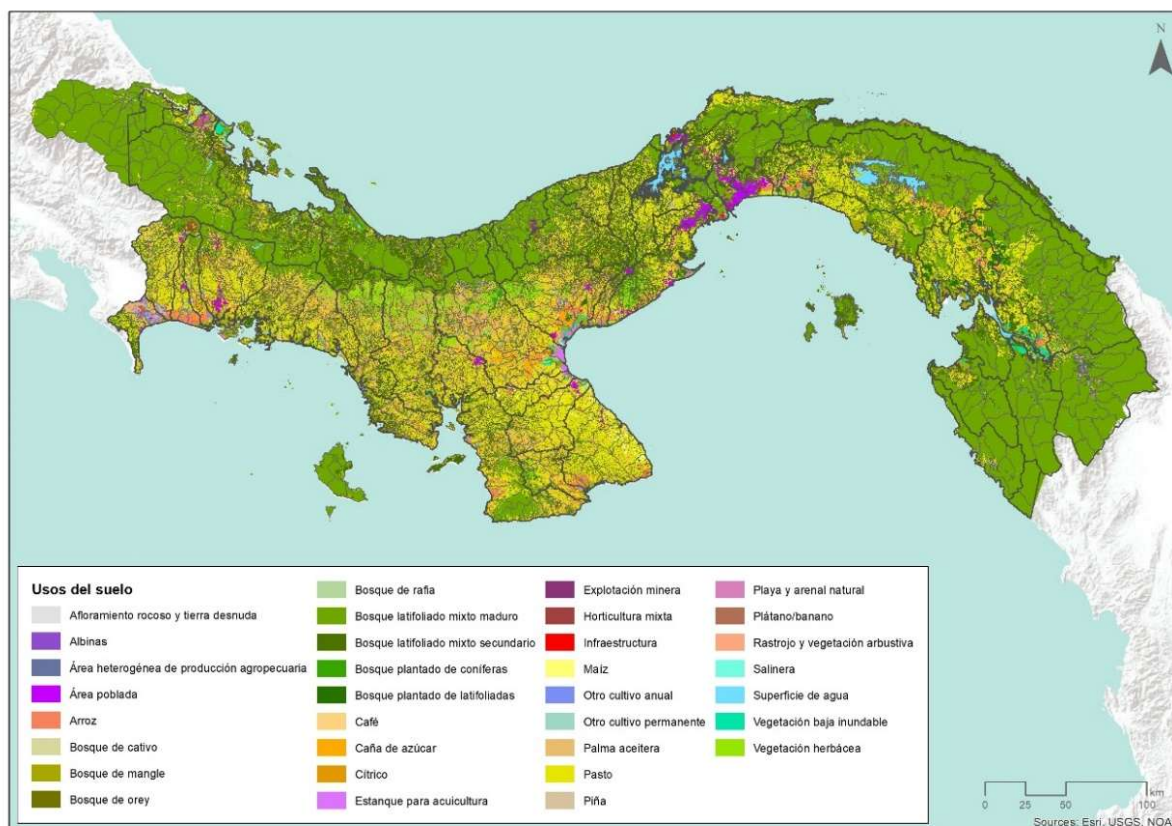 N
Usos del suelo
Afloramiento rocoso y tierra desnuda
Albinas
Área heterogénea de producción agropecuaria
Área poblada
Arroz
Bosque de cativo
Bosque de mangle
Bosque de orey
Bosque de rafia
Bosque latifoliado mixto maduro
Bosque latifoliado mixto secundario
Bosque plantado de coníferas
Bosque plantado de latifoliadas
Café
Caña de azúcar
Cítrico
Estanque para acuicultura
Explotación minera
Horticultura mixta
Infraestructura
Maíz
Otro cultivo anual
Otro cultivo permanente
Palma aceitera
Pasto
Piña
Playa y arenal natural
Plátano/banano
Rastrojo y vegetación arbustiva
Salinera
Superficie de agua
Vegetación baja inundable
Vegetación herbácea
km
0 25 50 100
Sources: Esri, USGS, NOA